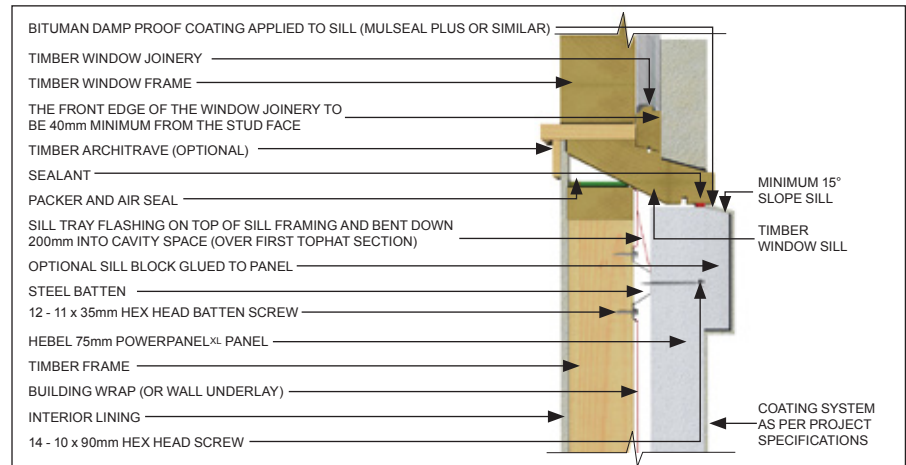 BITUMAN DAMP PROOF COATING APPLIED TO SILL (MULSEAL PLUS OR SIMILAR)
TIMBER WINDOW JOINERY
TIMBER WINDOW FRAME
THE FRONT EDGE OF THE WINDOW JOINERY TO
BE 40mm MINIMUM FROM THE STUD FACE
TIMBER ARCHITRAVE (OPTIONAL)
SEALANT
PACKER AND AIR SEAL
SILL TRAY FLASHING ON TOP OF SILL FRAMING AND BENT DOWN
200mm INTO CAVITY SPACE (OVER FIRST TOPHAT SECTION)
OPTIONAL SILL BLOCK GLUED TO PANEL
STEEL BATTEN
12 - 11 x 35mm HEX HEAD BATTEN SCREW
HEBEL 75mm POWERPANELXL PANEL
TIMBER FRAME
BUILDING WRAP (OR WALL UNDERLAY)
INTERIOR LINING
14 - 10 x 90mm HEX HEAD SCREW
MINIMUM 15°
SLOPE SILL
TIMBER
WINDOW SILL
COATING SYSTEM
AS PER PROJECT
SPECIFICATIONS